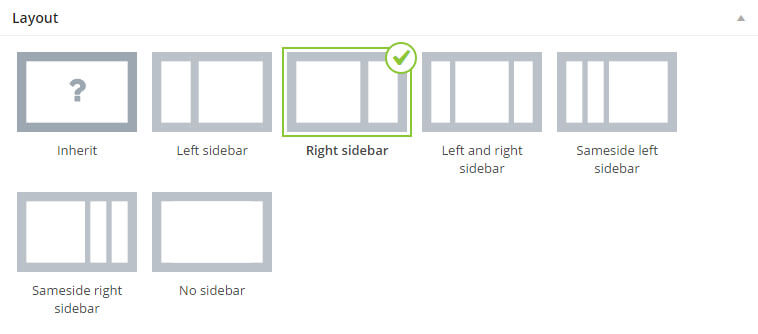 Layout
?
Inherit
Left sidebar
Right sidebar
Left and right
sidebar
Sameside left
sidebar
Sameside right
sidebar
No sidebar